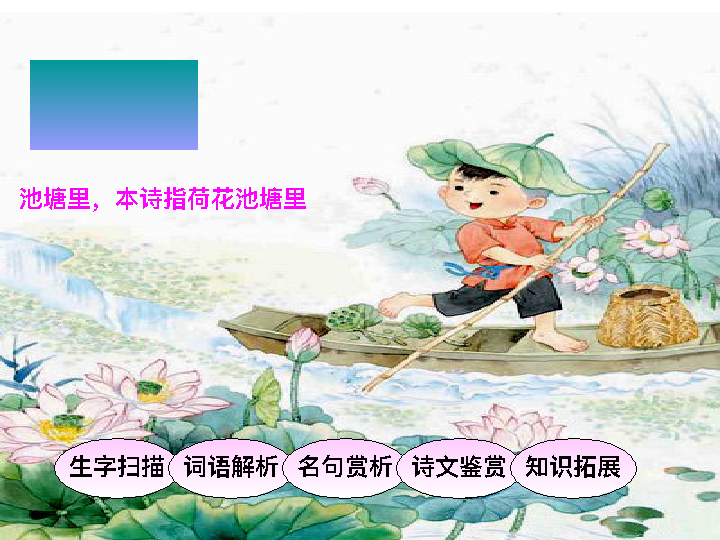 池塘里，本诗指荷花池塘里
生字扫描
词语解析
名句赏析
诗文鉴赏
知识拓展